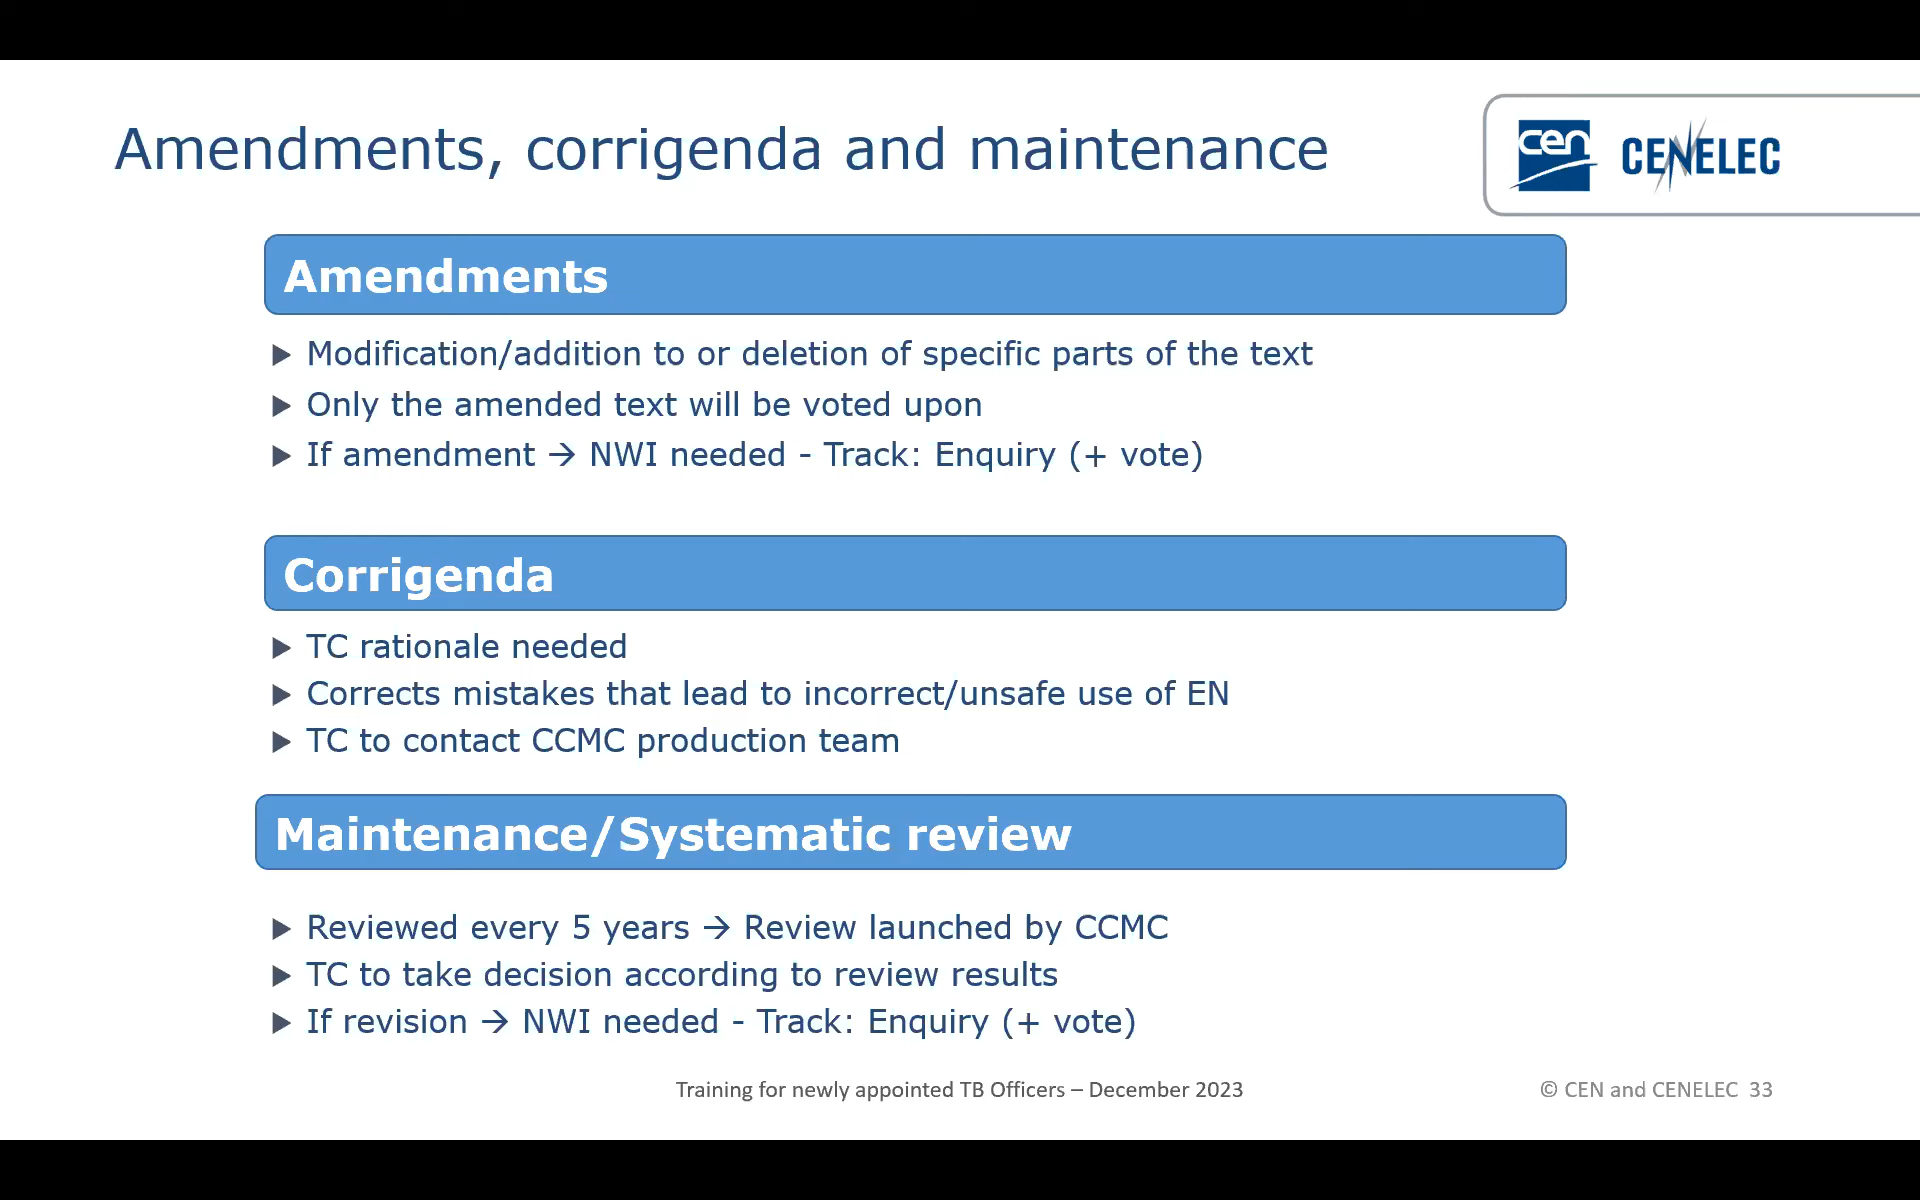 Amendments, corrigenda and maintenance
cen
CENELEC
Amendments
▶ Modification/addition to or deletion of specific parts of the text
▶ Only the amended text will be voted upon
▶ If amendment → NWI needed - Track: Enquiry (+ vote)
Corrigenda
▶ TC rationale needed
▶ Corrects mistakes that lead to incorrect/unsafe use of EN
▶ TC to contact CCMC production team
Maintenance/Systematic review
▶ Reviewed every 5 years → Review launched by CCMC
▶ TC to take decision according to review results
▶ If revision → NWI needed - Track: Enquiry (+ vote)
Training for newly appointed TB Officers – December 2023
© CEN and CENELEC 33